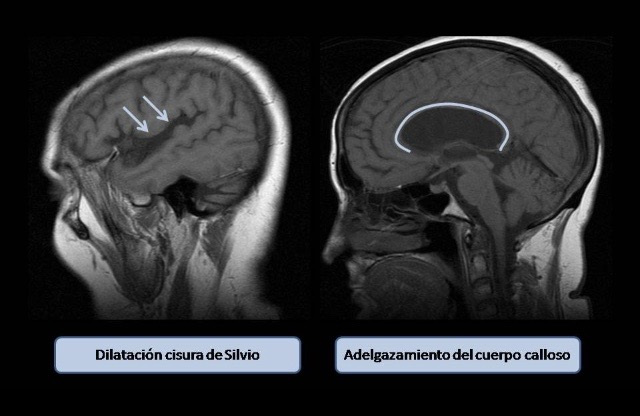 Dilatación cisura de Silvio
Adelgazamiento del cuerpo calloso